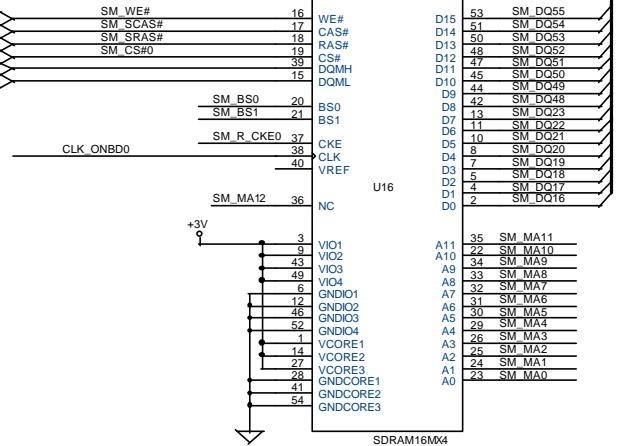 SM_WE# 16 WE# D15 53 SM_DQ55
SM_SCAS# 17 CAS# D14 51 SM_DQ54
SM_SRAS# 18 RAS# D13 50 SM_DQ53
SM_CS#0 19 CS# D12 48 SM_DQ52
39 DQMH D11 47 SM_DQ51
15 DQML D10 45 SM_DQ50
D9 44 SM_DQ49
SM_BS0 20 BS0 D8 42 SM_DQ48
SM_BS1 21 BS1 D7 13 SM_DQ23
D6 11 SM_DQ22
SM_R_CKE0 37 CKE D5 10 SM_DQ21
CLK_ONBD0 38 CLK D4 8 SM_DQ20
40 VREF D3 7 SM_DQ19
D2 5 SM_DQ18
U16 D1 4 SM_DQ17
SM_MA12 36 NC D0 2 SM_DQ16
+3V
3 VIO1 A11 35 SM_MA11
9 VIO2 A10 22 SM_MA10
43 VIO3 A9 34 SM_MA9
49 VIO4 A8 33 SM_MA8
6 GNDIO1 A7 32 SM_MA7
12 GNDIO2 A6 31 SM_MA6
46 GNDIO3 A5 30 SM_MA5
52 GNDIO4 A4 29 SM_MA4
1 VCORE1 A3 26 SM_MA3
14 VCORE2 A2 25 SM_MA2
27 VCORE3 A1 24 SM_MA1
28 GNDCORE1 A0 23 SM_MA0
41 GNDCORE2
54 GNDCORE3
SDRAM16MX4